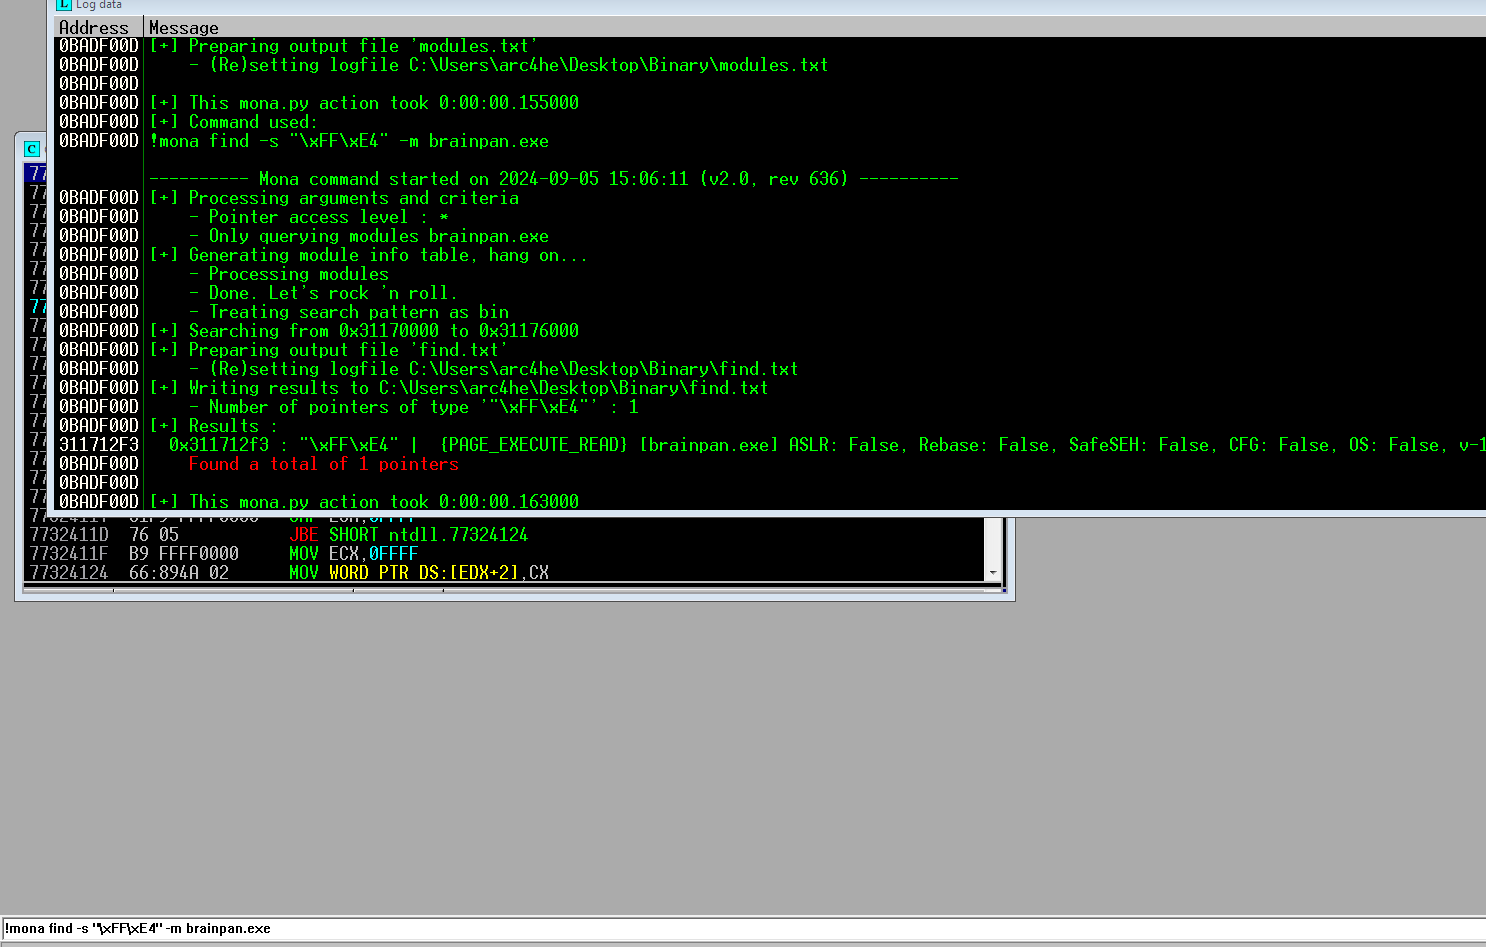 Log data
Address Message
0BADF00D [+] Preparing output file 'modules.txt'
0BADF00D - (Re)setting logfile C:\Users\arc4he\Desktop\Binary\modules.txt
0BADF00D
0BADF00D [+] This mona.py action took 0:00:00.155000
0BADF00D [+] Command used:
0BADF00D !mona find -s "\xFF\xE4" -m brainpan.exe
---------- Mona command started on 2024-09-05 15:06:11 (v2.0, rev 636) ----------
0BADF00D [+] Processing arguments and criteria
0BADF00D - Pointer access level : *
0BADF00D - Only querying modules brainpan.exe
0BADF00D [+] Generating module info table, hang on...
0BADF00D - Processing modules
0BADF00D - Done. Let's rock 'n roll.
0BADF00D - Treating search pattern as bin
0BADF00D [+] Searching from 0x31170000 to 0x31176000
0BADF00D [+] Preparing output file 'find.txt'
0BADF00D - (Re)setting logfile C:\Users\arc4he\Desktop\Binary\find.txt
0BADF00D [+] Writing results to C:\Users\arc4he\Desktop\Binary\find.txt
0BADF00D - Number of pointers of type '"\xFF\xE4"' : 1
0BADF00D [+] Results :
311712F3 0x311712f3 : "\xFF\xE4" | {PAGE_EXECUTE_READ} [brainpan.exe] ASLR: False, Rebase: False, SafeSEH: False, CFG: False, OS: False, v-1
0BADF00D Found a total of 1 pointers
0BADF00D
0BADF00D [+] This mona.py action took 0:00:00.163000
7732411D 76 05 JBE SHORT ntdll.77324124
7732411F B9 FFFF0000 MOV ECX,0FFFF
77324124 66:894A 02 MOV WORD PTR DS:[EDX+2],CX
!mona find -s "\xFF\xE4" -m brainpan.exe